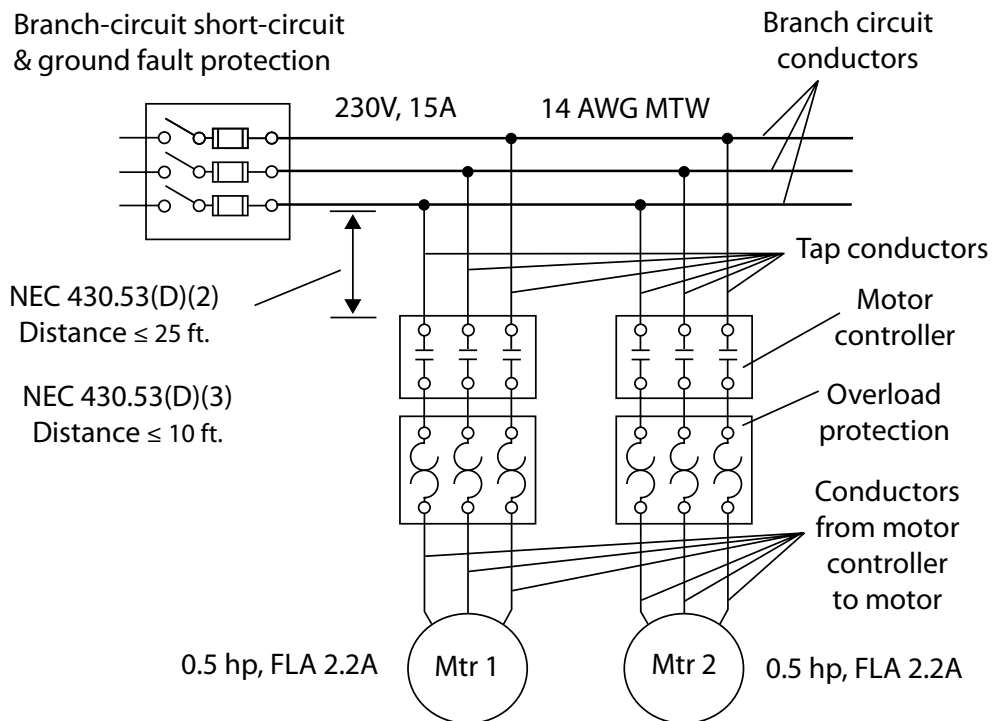 Branch-circuit short-circuit
& ground fault protection
Branch circuit
conductors
230V, 15A
14 AWG MTW
Tap conductors
NEC 430.53(D)(2)
Distance ≤ 25 ft.
Motor
controller
NEC 430.53(D)(3)
Distance ≤ 10 ft.
Overload
protection
Conductors
from motor
controller
to motor
0.5 hp, FLA 2.2A
Mtr 1
Mtr 2
0.5 hp, FLA 2.2A